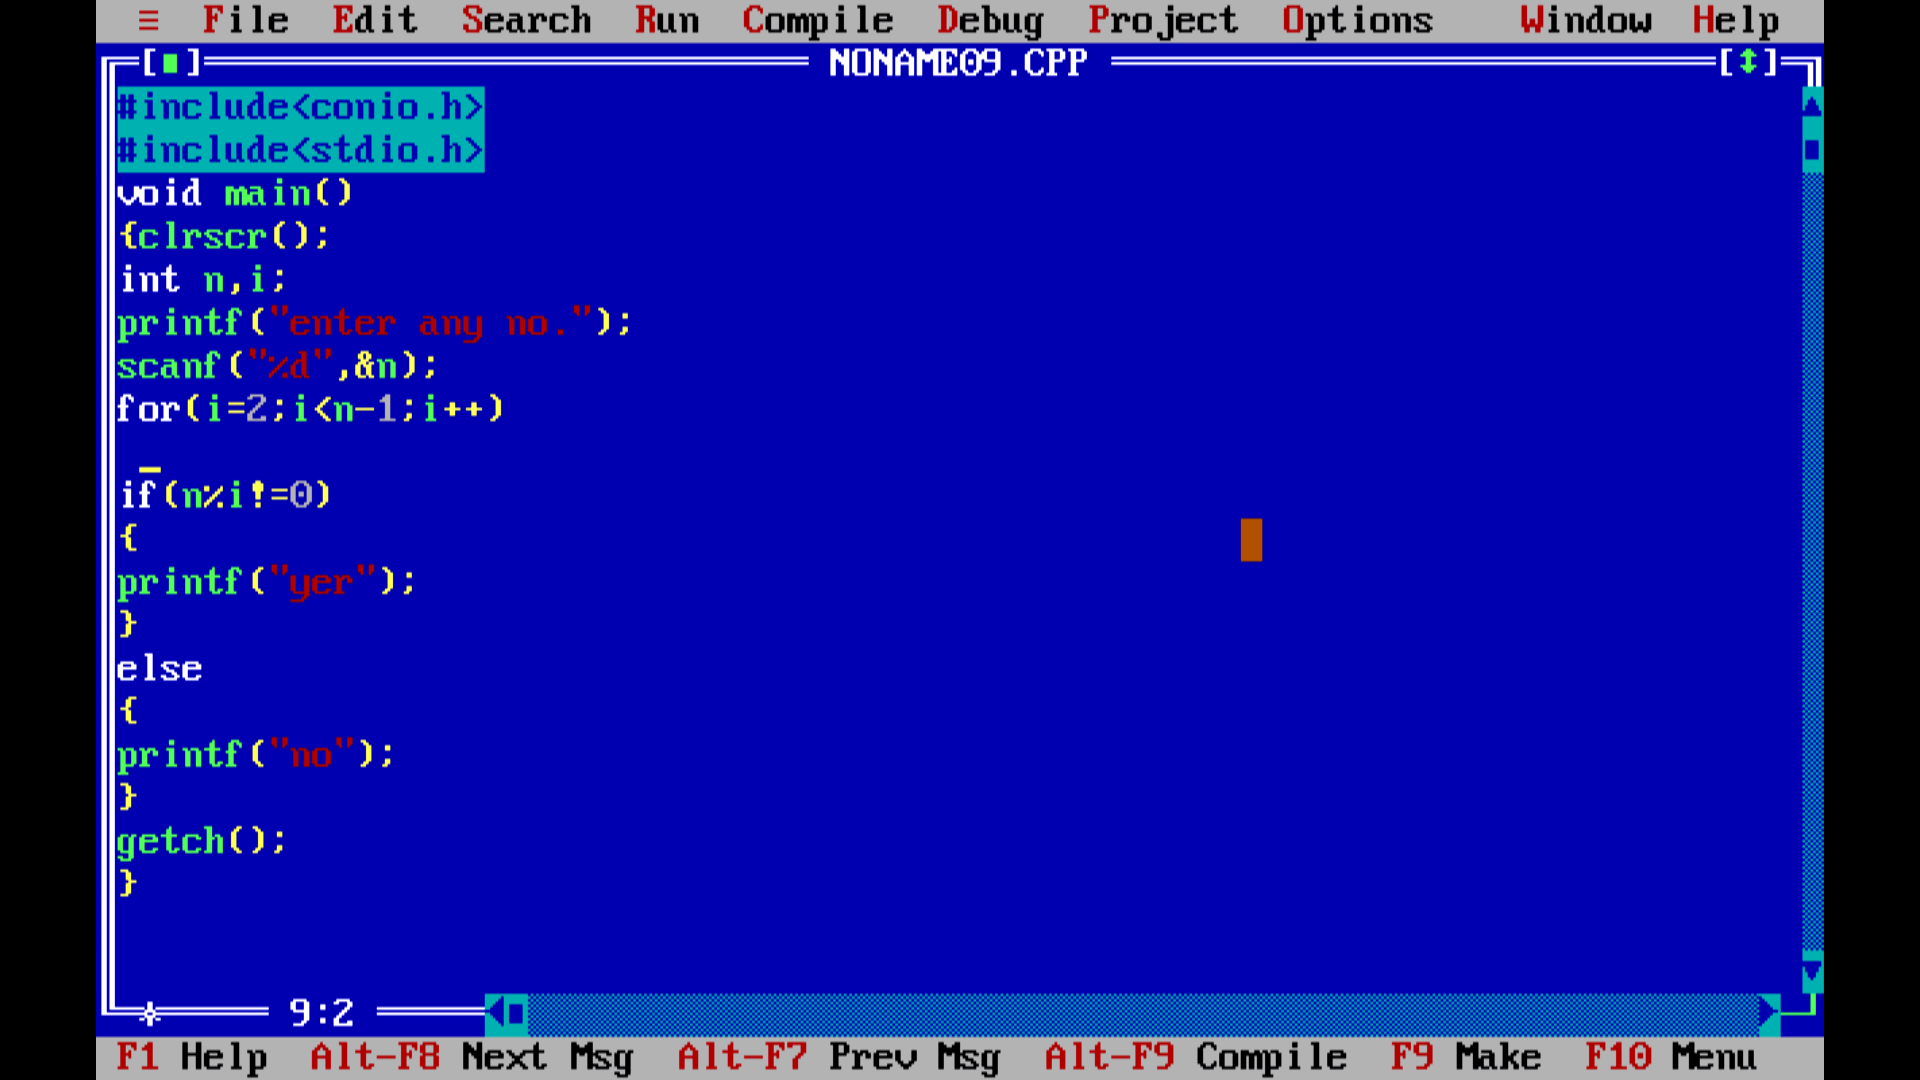 ≡ File Edit Search Run Compile Debug Project Options Window Help
[■] NONAME09.CPP [↕]
#include<conio.h>
#include<stdio.h>
void main()
{clrscr();
int n,i;
printf("enter any no.");
scanf("%d",&n);
for(i=2;i<n-1;i++)
if(n%i!=0)
{
printf("yer");
}
else
{
printf("no");
}
getch();
}
9:2
F1 Help Alt-F8 Next Msg Alt-F7 Prev Msg Alt-F9 Compile F9 Make F10 Menu